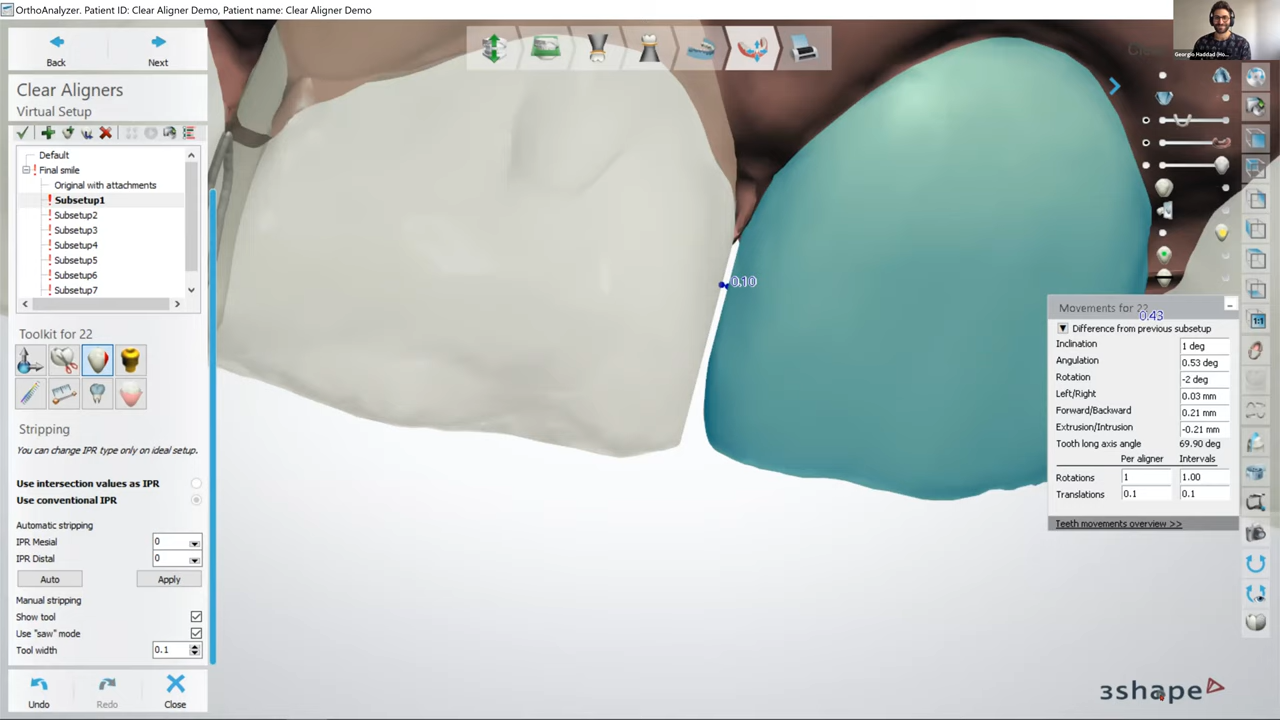 OrthoAnalyzer. Patient ID: Clear Aligner Demo, Patient name: Clear Aligner Demo
Back
Next
Clear Aligners
Virtual Setup
Default
Final smile
Original with attachments
Subsetup1
Subsetup2
Subsetup3
Subsetup4
Subsetup5
Subsetup6
Subsetup7
Toolkit for 22
Stripping
You can change IPR type only on ideal setup.
Use intersection values as IPR
Use conventional IPR
Automatic stripping
IPR Mesial 0
IPR Distal 0
Auto Apply
Manual stripping
Show tool
Use "saw" mode
Tool width 0.1
Undo Redo Close
0.10
Georgio Haddad
Movements for 22
0.43
Difference from previous subsetup
Inclination 1 deg
Angulation 0.53 deg
Rotation -2 deg
Left/Right 0.03 mm
Forward/Backward 0.21 mm
Extrusion/Intrusion -0.21 mm
Tooth long axis angle 69.90 deg
Per aligner Intervals
Rotations 1 1.00
Translations 0.1 0.1
Teeth movements overview >>
1:1
3shape